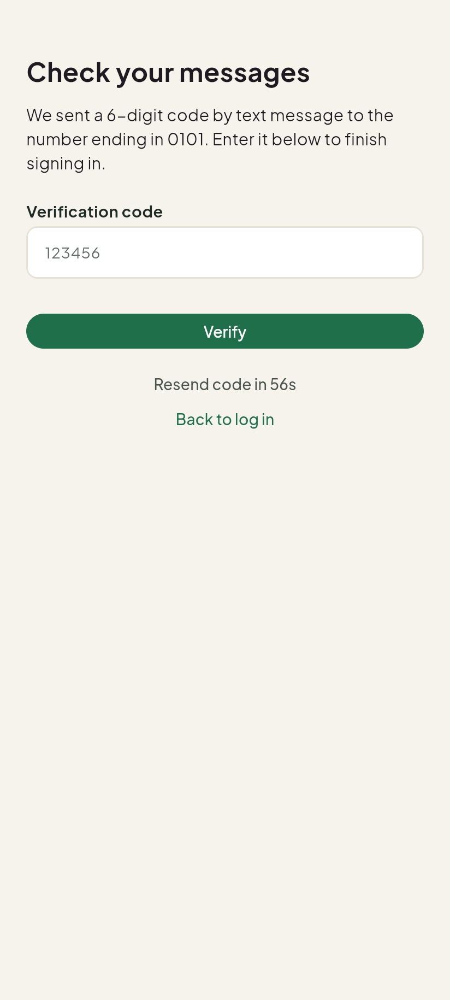 Check your messages
We sent a 6-digit code by text message to the
number ending in 0101. Enter it below to finish
signing in.
Verification code
123456
Verify
Resend code in 56s
Back to log in